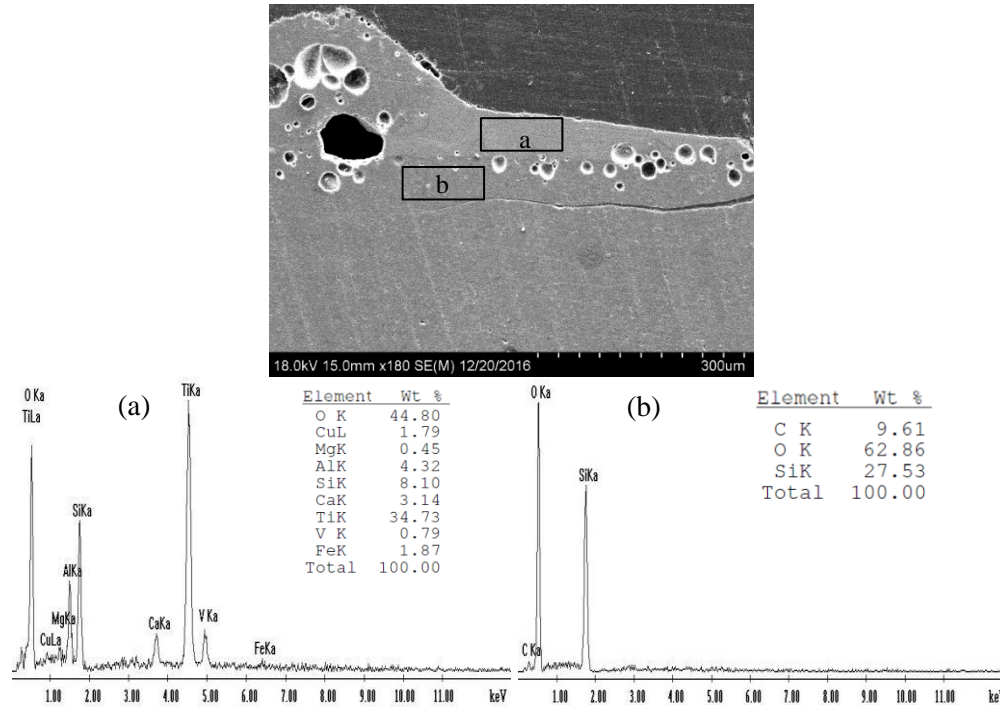 a
b
18.0kV 15.0mm x180 SE(M) 12/20/2016 300um
(a)
O Ka
TiLa
TiKa
SiKa
AlKa
MgKa
CuLa
CaKa
V Ka
FeKa
1.00 2.00 3.00 4.00 5.00 6.00 7.00 8.00 9.00 10.00 11.00 keV
Element Wt %
O K 44.80
CuL 1.79
MgK 0.45
AlK 4.32
SiK 8.10
CaK 3.14
TiK 34.73
V K 0.79
FeK 1.87
Total 100.00
(b)
O Ka
SiKa
C Ka
1.00 2.00 3.00 4.00 5.00 6.00 7.00 8.00 9.00 10.00 11.00 keV
Element Wt %
C K 9.61
O K 62.86
SiK 27.53
Total 100.00